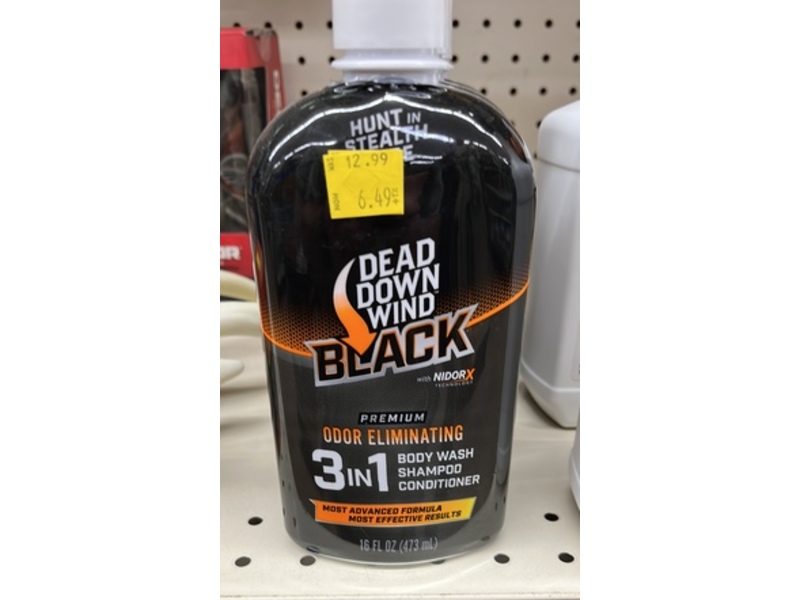 HUNT IN
STEALTH
12.99
6.49
DEAD
DOWN
WIND
BLACK
WITH NIDORX
TECHNOLOGY
PREMIUM
ODOR ELIMINATING
3IN1
BODY WASH
SHAMPOO
CONDITIONER
MOST ADVANCED FORMULA
MOST EFFECTIVE RESULTS
16 FL OZ (473 mL)